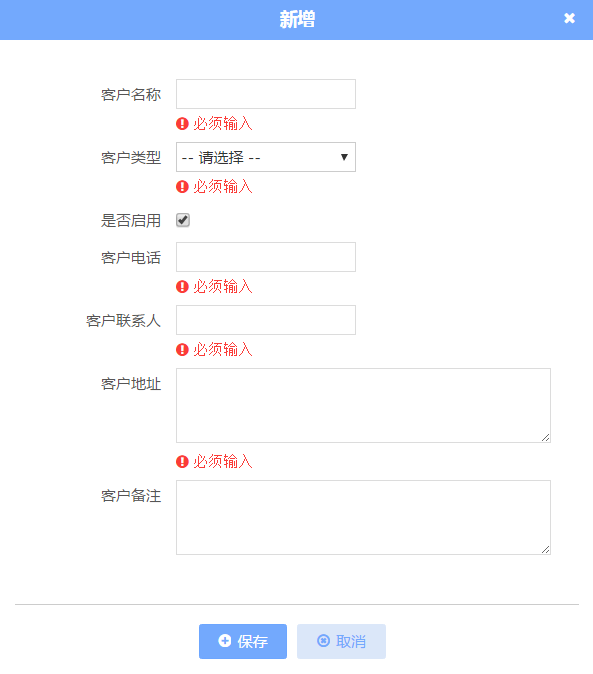 新增
客户名称
必须输入
客户类型 -- 请选择 --
必须输入
是否启用
客户电话
必须输入
客户联系人
必须输入
客户地址
必须输入
客户备注
保存 取消